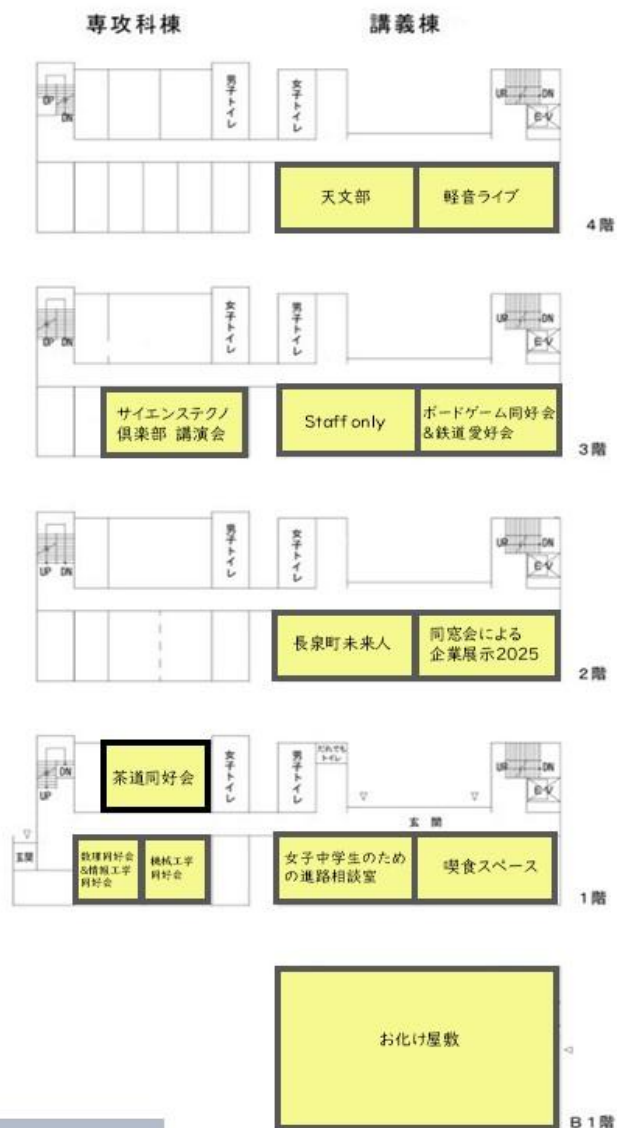 専攻科棟 講義棟
男子トイレ
女子トイレ
UP
DN
UP DN
E・V
天文部
軽音ライブ
4階
女子トイレ
男子トイレ
UP DN
UP DN
E・V
サイエンステクノ
倶楽部 講演会
Staff only
ボードゲーム同好会
&鉄道愛好会
3階
男子トイレ
女子トイレ
UP DN
UP DN
E・V
長泉町未来人
同窓会による
企業展示2025
2階
茶道同好会
女子トイレ
男子トイレ
だれでも
トイレ
DN
UP
UP DN
E・V
玄関
玄関
数理同好会
&情報工学
同好会
機械工学
同好会
女子中学生のため
の進路相談室
喫食スペース
1階
お化け屋敷
B1階